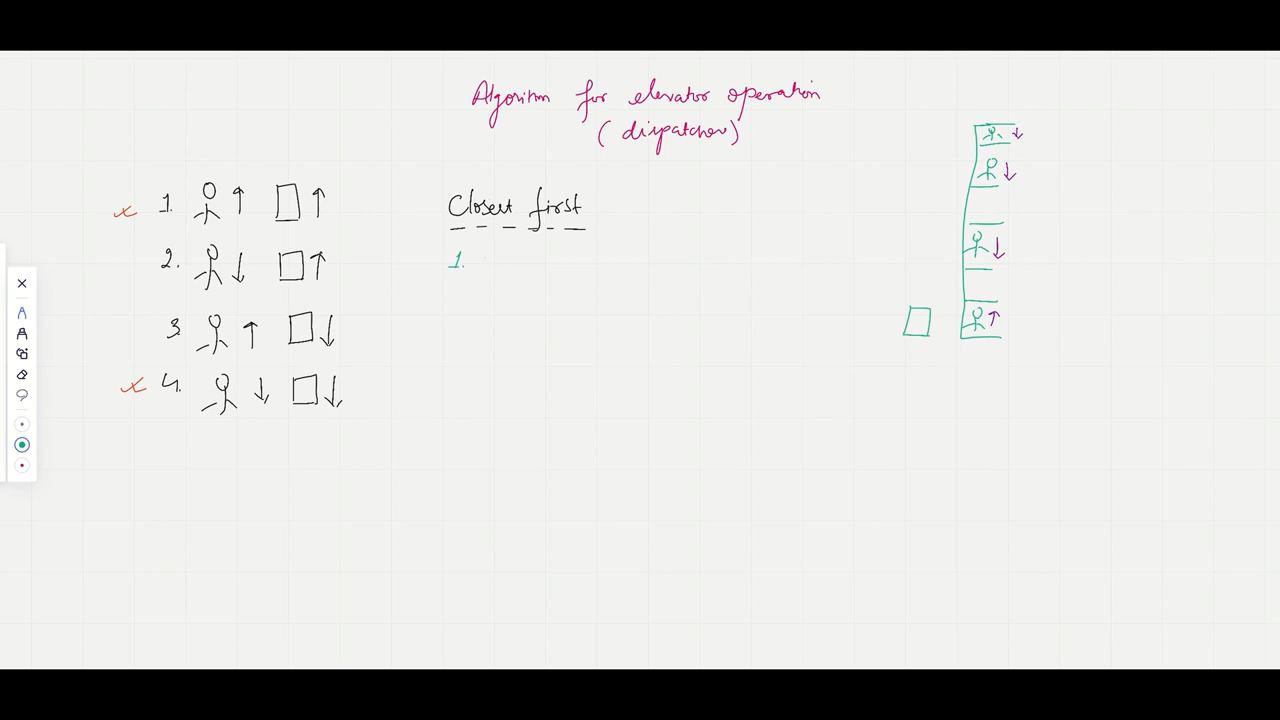 Algorithm for elevator operation
(dispatcher)
1. ↑ ↑
2. ↓ ↑
3. ↑ ↓
4. ↓ ↓
Closest first
1.